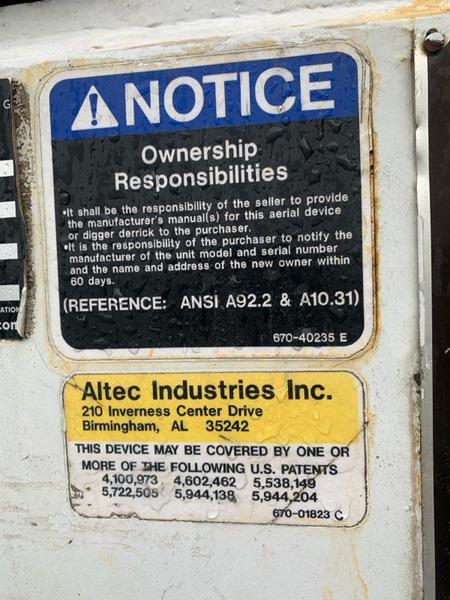 G
NOTICE
Ownership
Responsibilities
•It shall be the responsibility of the seller to provide
the manufacturer's manual(s) for this aerial device
or digger derrick to the purchaser.
•It is the responsibility of the purchaser to notify the
manufacturer of the unit model and serial number
and the name and address of the new owner within
60 days.
(REFERENCE: ANSI A92.2 & A10.31)
670-40235 E
Altec Industries Inc.
210 Inverness Center Drive
Birmingham, AL 35242
THIS DEVICE MAY BE COVERED BY ONE OR
MORE OF THE FOLLOWING U.S. PATENTS
4,100,973 4,602,462 5,538,149
5,722,505 5,944,138 5,944,204
670-01823 C